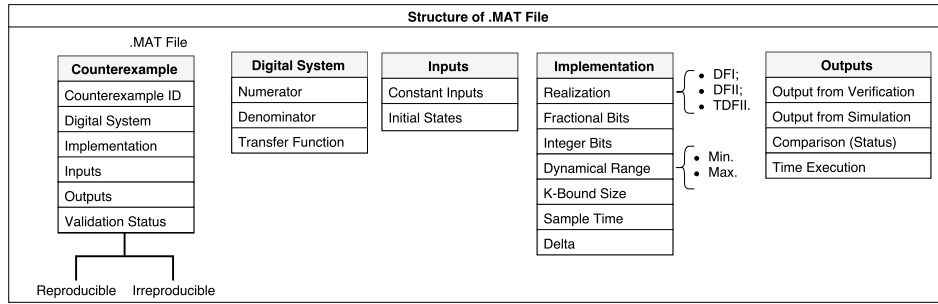 Structure of .MAT File
.MAT File
Counterexample
Counterexample ID
Digital System
Implementation
Inputs
Outputs
Validation Status
Reproducible
Irreproducible
Digital System
Numerator
Denominator
Transfer Function
Inputs
Constant Inputs
Initial States
Implementation
Realization
Fractional Bits
Integer Bits
Dynamical Range
K-Bound Size
Sample Time
Delta
• DFI;
• DFII;
• TDFII.
• Min.
• Max.
Outputs
Output from Verification
Output from Simulation
Comparison (Status)
Time Execution